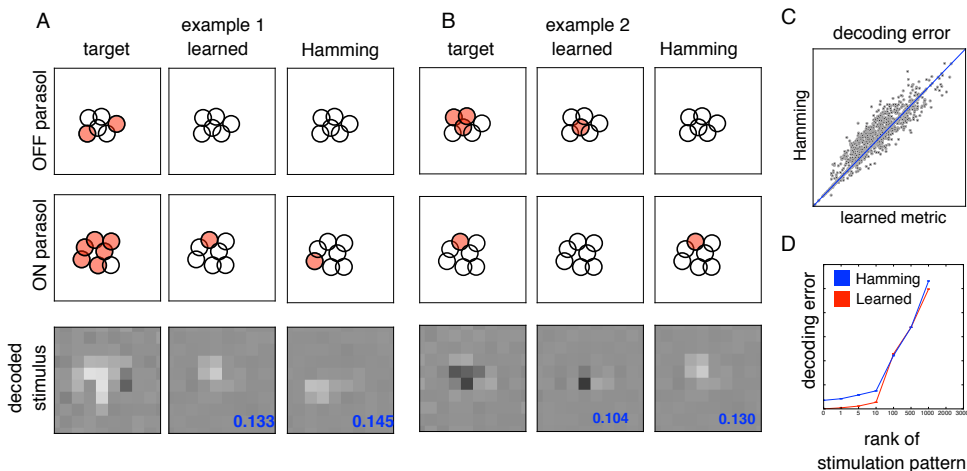 A
example 1
target
learned
Hamming
OFF parasol
ON parasol
decoded
stimulus
0.133
0.145
B
example 2
target
learned
Hamming
0.104
0.130
C
decoding error
Hamming
learned metric
D
Hamming
Learned
decoding error
0 1 5 10 100 500 1000 2000 3000
rank of
stimulation pattern